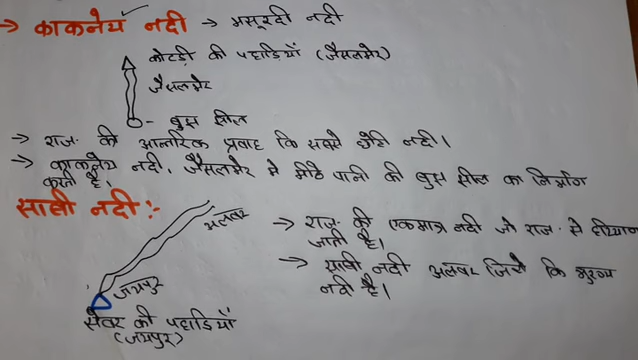 → काकनेय नदी → मसूरदी नदी
कोटड़ी की पहाडियाँ (जैसलमेर)
जैसलमेर
बुझ झील
→ राज. की आन्तरिक प्रवाह कि सबसे छोटी नदी।
→ काकनेय नदी, जैसलमेर मे मीठे पानी की बुझ झील का निर्माण
करती है।
साबी नदी :-
अलवर
→ राज. की एकमात्र नदी जो राज. से हरियाणा
जाती है।
→ साबी नदी अलवर जिले कि मुख्य
नदी है।
जयपुर
सेवर की पहाडियाँ
(जयपुर)